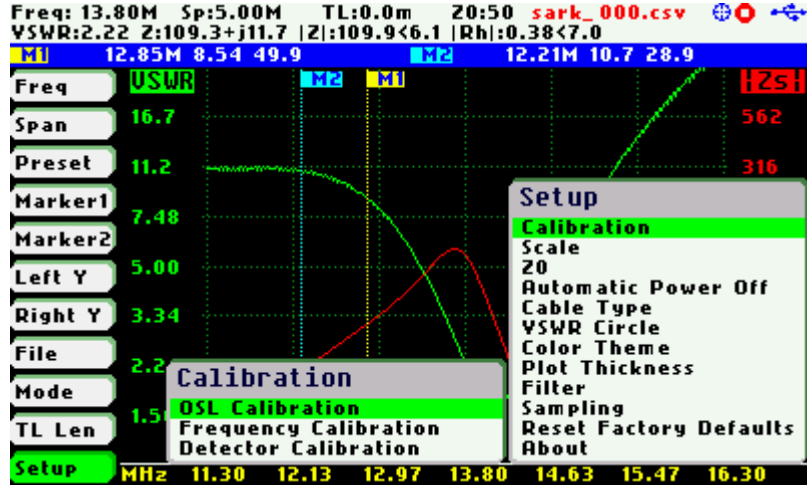 Freq: 13.80M Sp:5.00M TL:0.0m Z0:50 sark_000.csv
VSWR:2.22 Z:109.3+j11.7 |Z|:109.9<6.1 |Rh|:0.38<7.0
M1 12.85M 8.54 49.9 M2 12.21M 10.7 28.9
Freq
Span
Preset
Marker1
Marker2
Left Y
Right Y
File
Mode
TL Len
Setup
VSWR
16.7
11.2
7.48
5.00
3.34
2.2
1.5
M2 M1
|Zs|
562
316
Setup
Calibration
Scale
Z0
Automatic Power Off
Cable Type
VSWR Circle
Color Theme
Plot Thickness
Filter
Sampling
Reset Factory Defaults
About
Calibration
OSL Calibration
Frequency Calibration
Detector Calibration
MHz 11.30 12.13 12.97 13.80 14.63 15.47 16.30